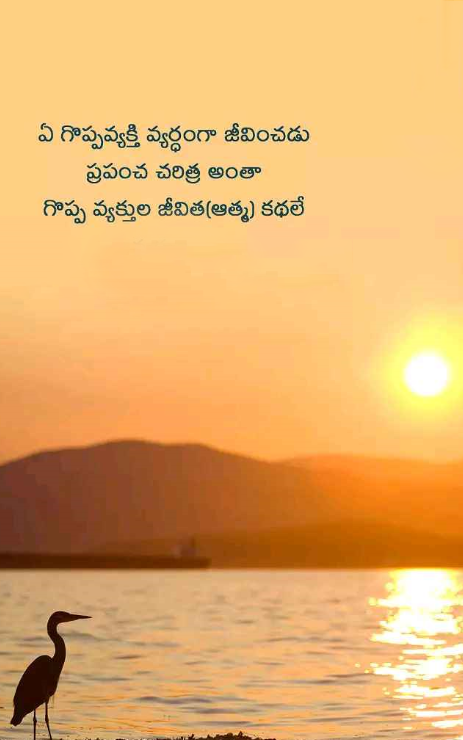 ఏ గొప్పవ్యక్తి వ్యర్ధంగా జీవించడు
ప్రపంచ చరిత్ర అంతా
గొప్ప వ్యక్తుల జీవిత(ఆత్మ) కథలే